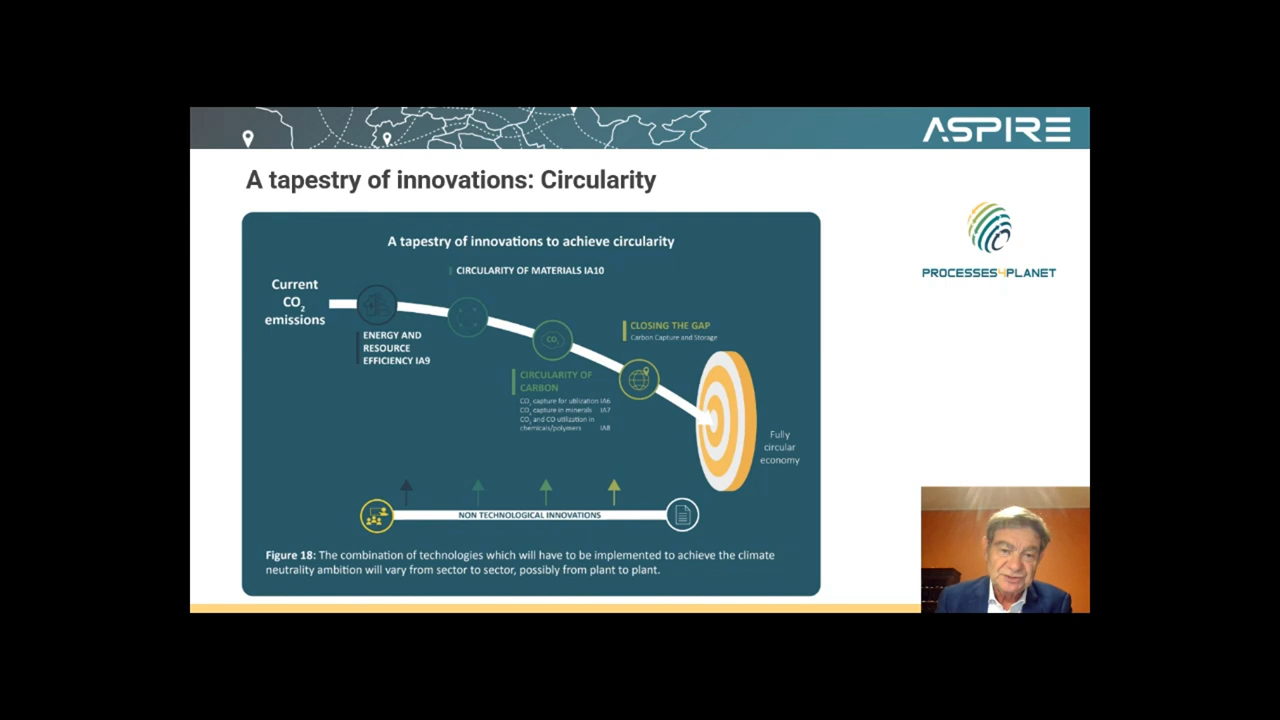 ASPIRE
A tapestry of innovations: Circularity
PROCESSES4PLANET
A tapestry of innovations to achieve circularity
CIRCULARITY OF MATERIALS IA10
Current
CO2
emissions
ENERGY AND
RESOURCE
EFFICIENCY IA9
CO2
CLOSING THE GAP
Carbon Capture and Storage
CIRCULARITY OF
CARBON
CO2 capture for utilization IA6
CO2 capture in minerals IA7
CO2 and CO utilization in
chemicals/polymers IA8
Fully
circular
economy
NON TECHNOLOGICAL INNOVATIONS
Figure 18: The combination of technologies which will have to be implemented to achieve the climate
neutrality ambition will vary from sector to sector, possibly from plant to plant.